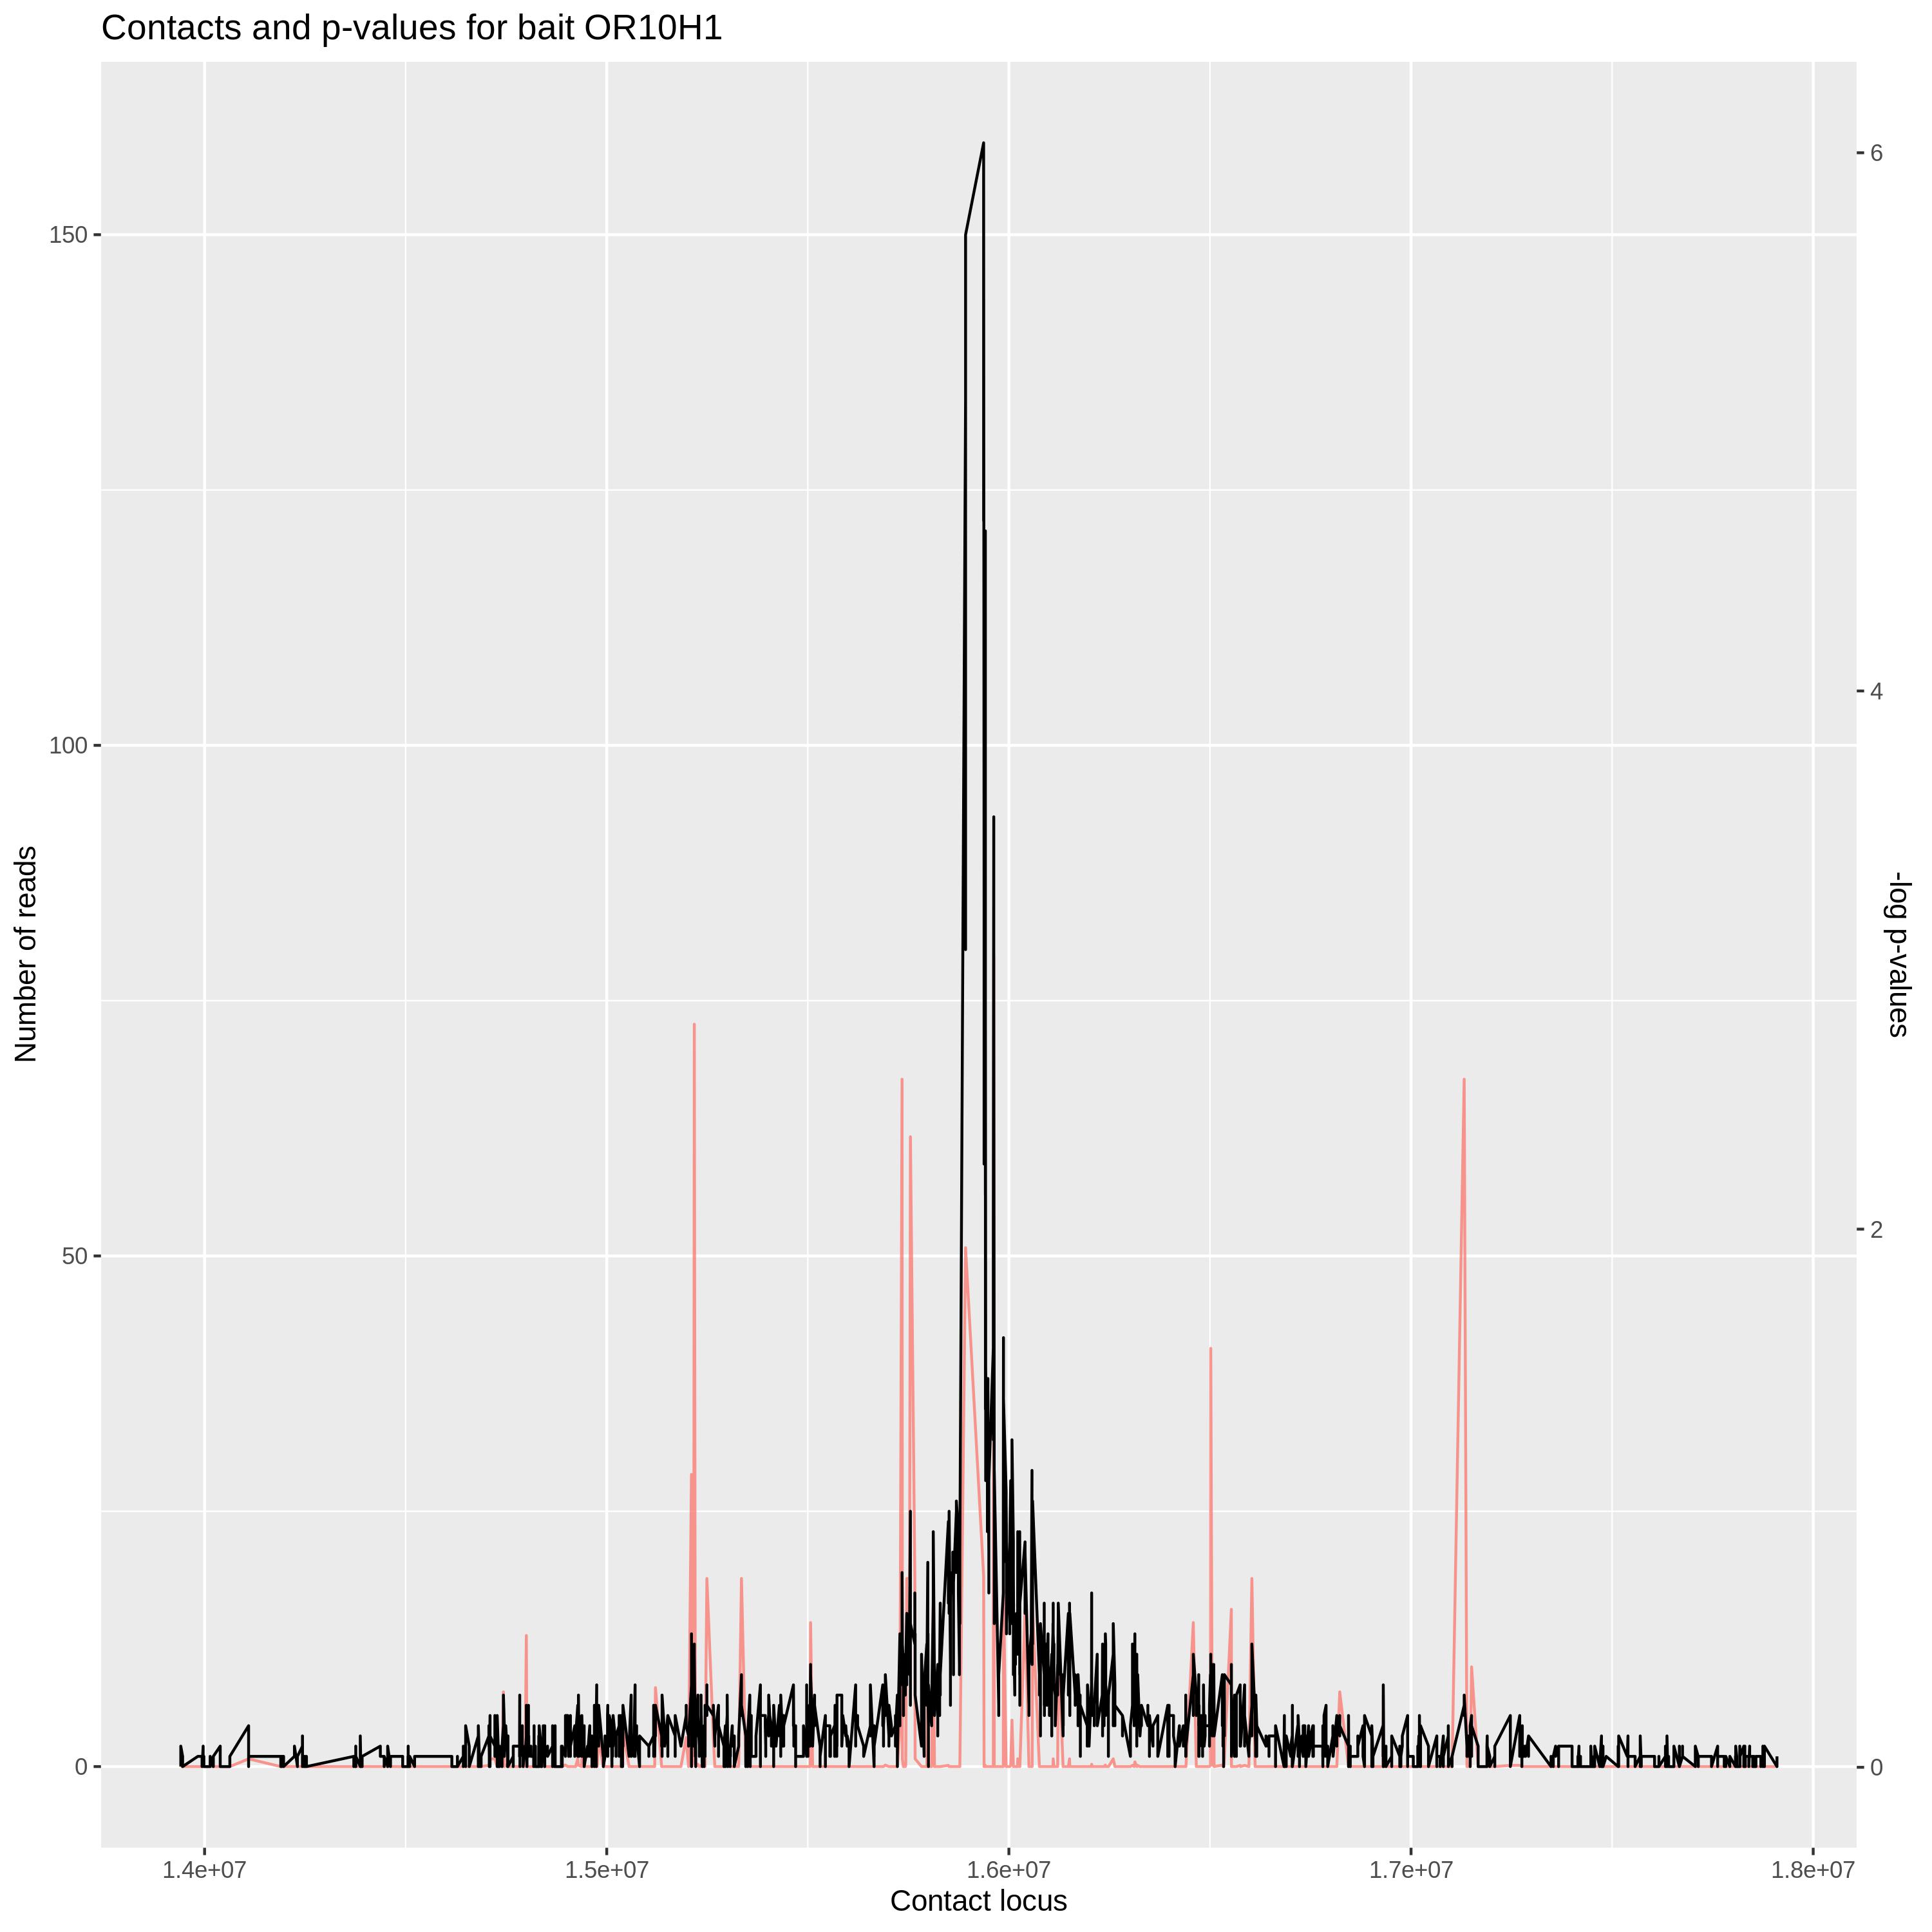 Contacts and p-values for bait OR10H1
150
100
50
0
6
4
2
0
Number of reads
-log p-values
1.4e+07
1.5e+07
1.6e+07
1.7e+07
1.8e+07
Contact locus